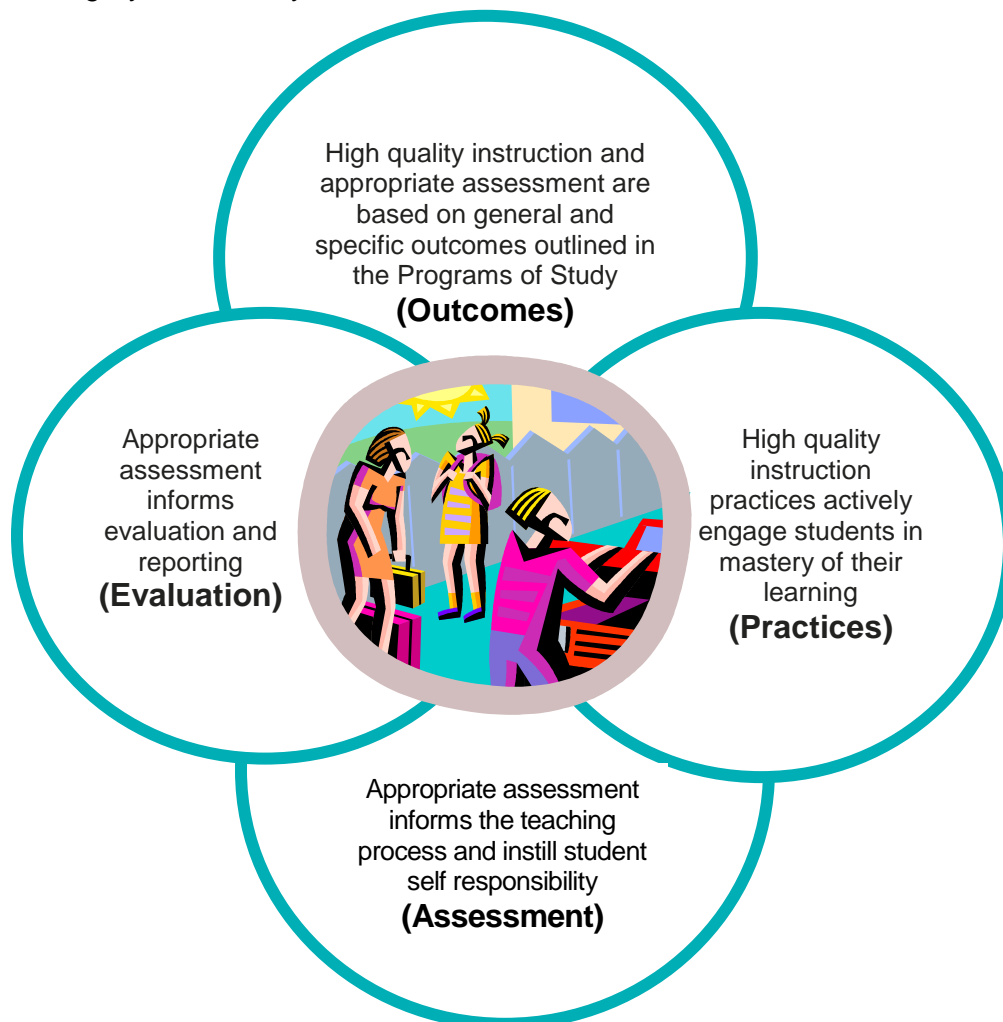 High quality instruction and
appropriate assessment are
based on general and
specific outcomes outlined in
the Programs of Study
(Outcomes)
Appropriate
assessment
informs
evaluation and
reporting
(Evaluation)
High quality
instruction
practices actively
engage students in
mastery of their
learning
(Practices)
Appropriate assessment
informs the teaching
process and instill student
self responsibility
(Assessment)